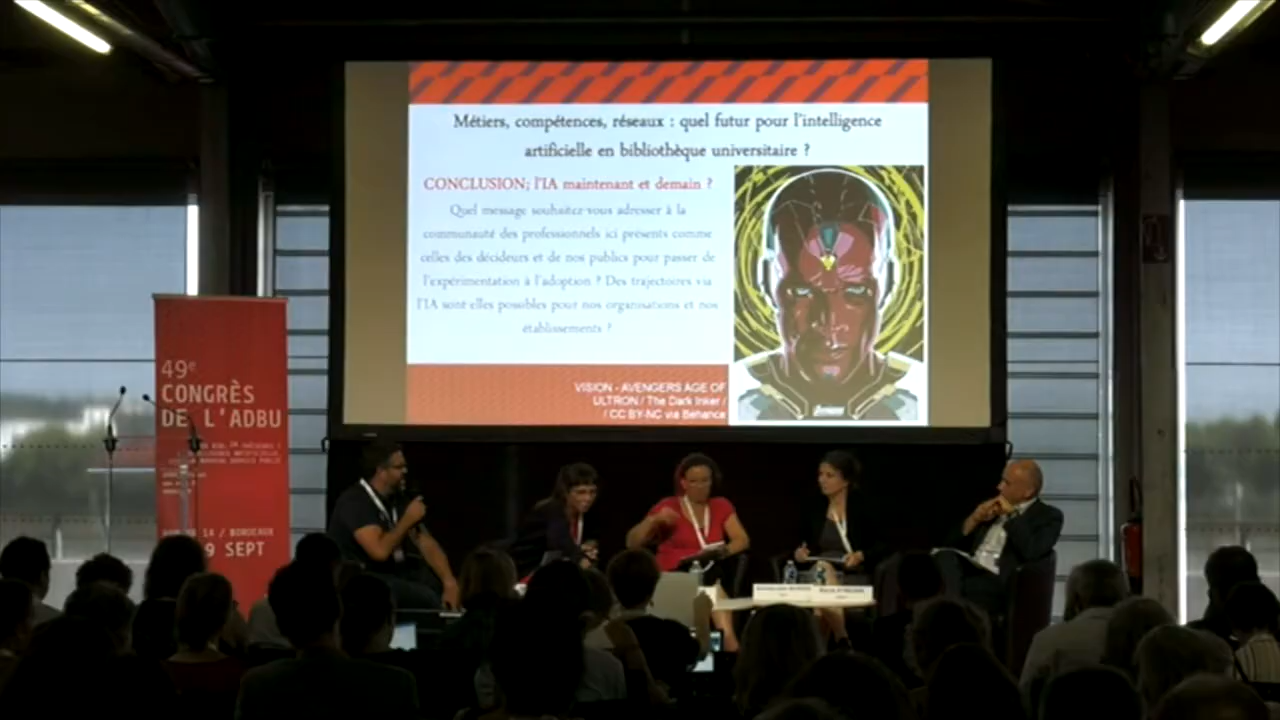 Métiers, compétences, réseaux : quel futur pour l'intelligence
artificielle en bibliothèque universitaire ?
CONCLUSION; l'IA maintenant et demain ?
Quel message souhaitez-vous adresser à la
communauté des professionnels ici présents comme
celles des décideurs et de nos publics pour passer de
l'expérimentation à l'adoption ? Des trajectoires via
l'IA sont-elles possibles pour nos organisations et nos
établissements ?
VISION - AVENGERS AGE OF
ULTRON / The Dark Inker /
/ CC BY-NC via Behance
49e
CONGRÈS
DE L'ADBU
/ BORDEAUX
9 SEPT